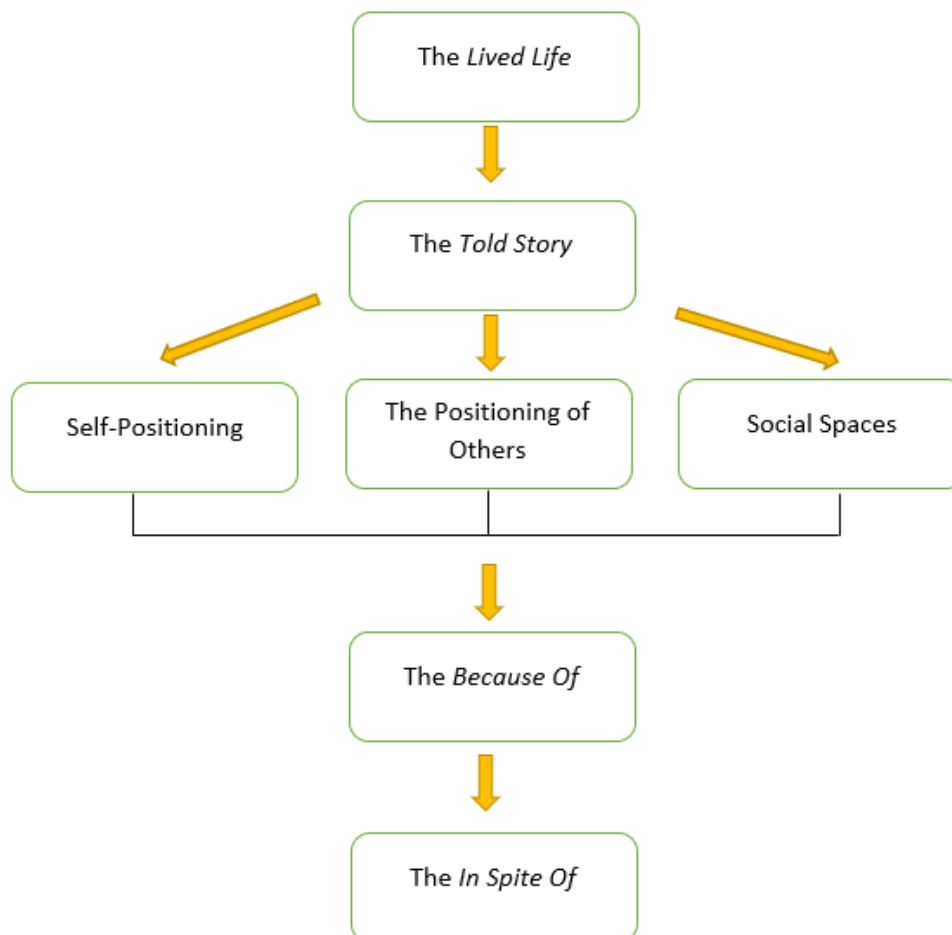 The Lived Life
The Told Story
Self-Positioning
The Positioning of
Others
Social Spaces
The Because Of
The In Spite Of